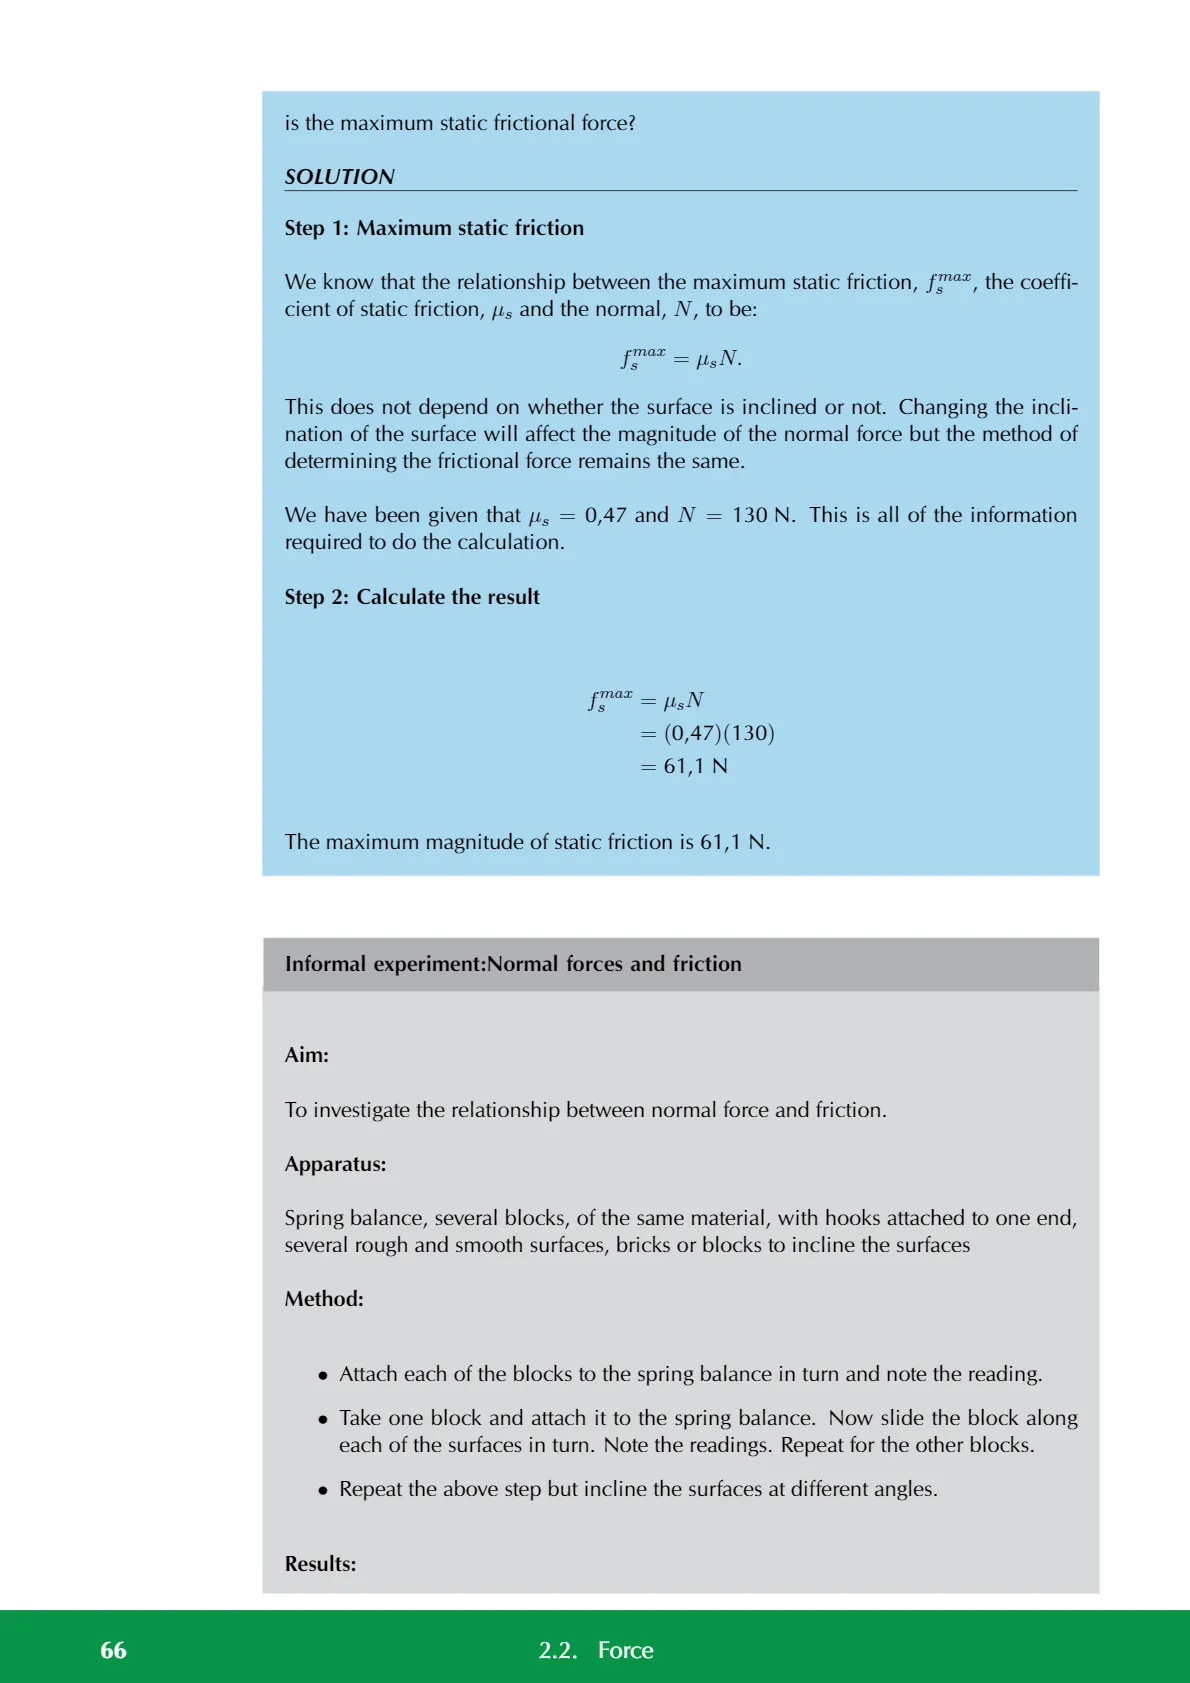 is the maximum static frictional force?
SOLUTION
Step 1: Maximum static friction
We know that the relationship between the maximum static friction, $f_s^{max}$, the coeffi-
cient of static friction, $\mu_s$ and the normal, $N$, to be:
$f_s^{max} = \mu_s N.$
This does not depend on whether the surface is inclined or not. Changing the incli-
nation of the surface will affect the magnitude of the normal force but the method of
determining the frictional force remains the same.
We have been given that $\mu_s$ = 0,47 and $N$ = 130 N. This is all of the information
required to do the calculation.
Step 2: Calculate the result
$f_s^{max} = \mu_s N$
= (0,47)(130)
= 61,1 N
The maximum magnitude of static friction is 61,1 N.
Informal experiment:Normal forces and friction
Aim:
To investigate the relationship between normal force and friction.
Apparatus:
Spring balance, several blocks, of the same material, with hooks attached to one end,
several rough and smooth surfaces, bricks or blocks to incline the surfaces
Method:
• Attach each of the blocks to the spring balance in turn and note the reading.
• Take one block and attach it to the spring balance. Now slide the block along
each of the surfaces in turn. Note the readings. Repeat for the other blocks.
• Repeat the above step but incline the surfaces at different angles.
Results:
66 2.2. Force